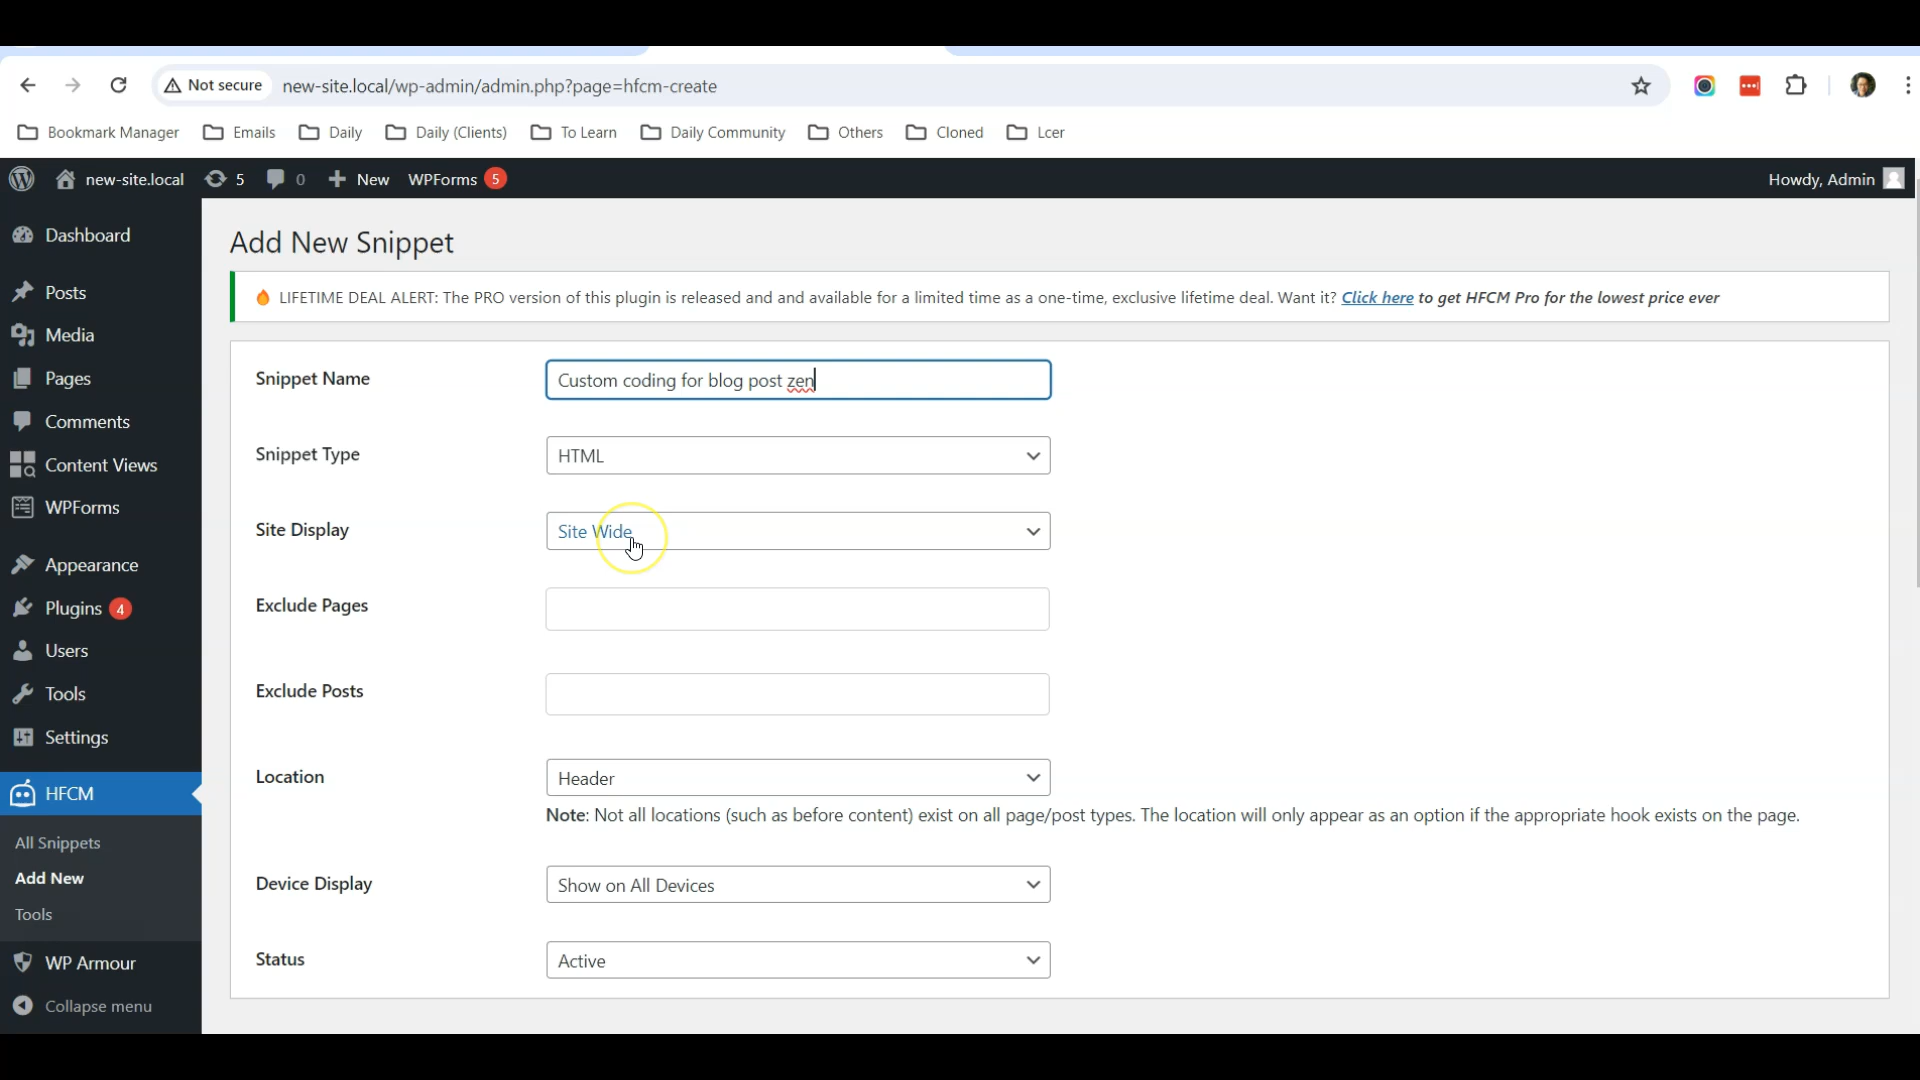 Not secure new-site.local/wp-admin/admin.php?page=hfcm-create
Bookmark Manager Emails Daily Daily (Clients) To Learn Daily Community Others Cloned Lcer
new-site.local 5 0 New WPForms 5 Howdy, Admin
Dashboard
Posts
Media
Pages
Comments
Content Views
WPForms
Appearance
Plugins 4
Users
Tools
Settings
HFCM
All Snippets
Add New
Tools
WP Armour
Collapse menu
Add New Snippet
LIFETIME DEAL ALERT: The PRO version of this plugin is released and and available for a limited time as a one-time, exclusive lifetime deal. Want it? Click here to get HFCM Pro for the lowest price ever
Snippet Name Custom coding for blog post zen
Snippet Type HTML
Site Display Site Wide
Exclude Pages
Exclude Posts
Location Header
Note: Not all locations (such as before content) exist on all page/post types. The location will only appear as an option if the appropriate hook exists on the page.
Device Display Show on All Devices
Status Active